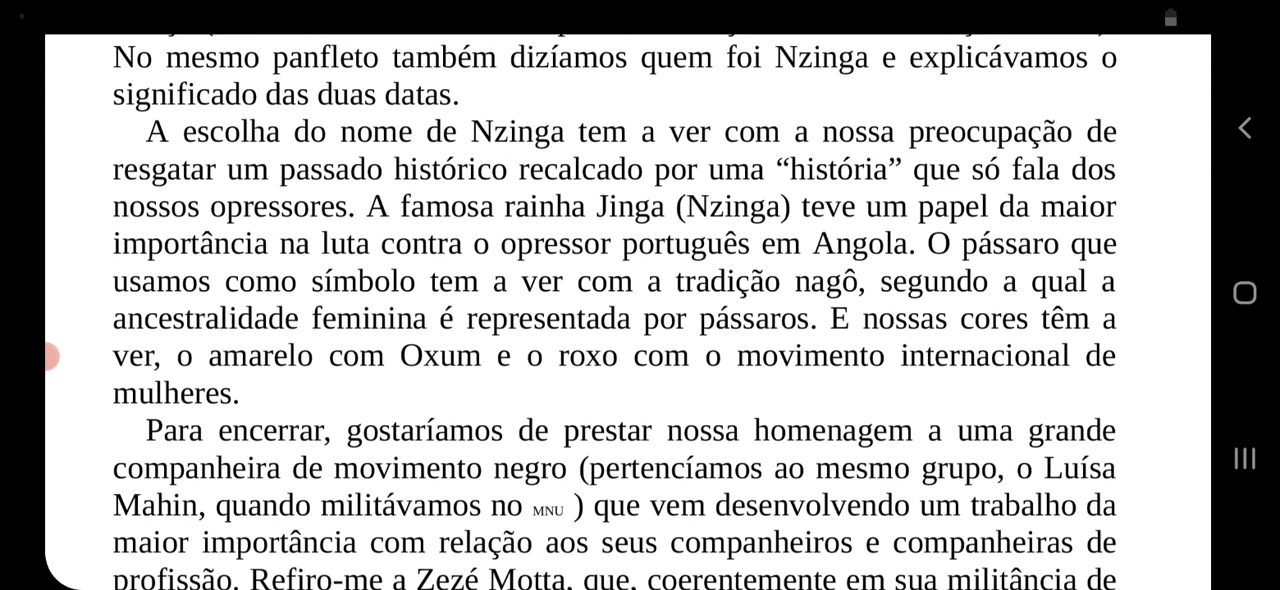 No mesmo panfleto também dizíamos quem foi Nzinga e explicávamos o
significado das duas datas.
A escolha do nome de Nzinga tem a ver com a nossa preocupação de
resgatar um passado histórico recalcado por uma “história” que só fala dos
nossos opressores. A famosa rainha Jinga (Nzinga) teve um papel da maior
importância na luta contra o opressor português em Angola. O pássaro que
usamos como símbolo tem a ver com a tradição nagô, segundo a qual a
ancestralidade feminina é representada por pássaros. E nossas cores têm a
ver, o amarelo com Oxum e o roxo com o movimento internacional de
mulheres.
Para encerrar, gostaríamos de prestar nossa homenagem a uma grande
companheira de movimento negro (pertencíamos ao mesmo grupo, o Luísa
Mahin, quando militávamos no MNU ) que vem desenvolvendo um trabalho da
maior importância com relação aos seus companheiros e companheiras de
profissão. Refiro-me a Zezé Motta, que, coerentemente em sua militância de